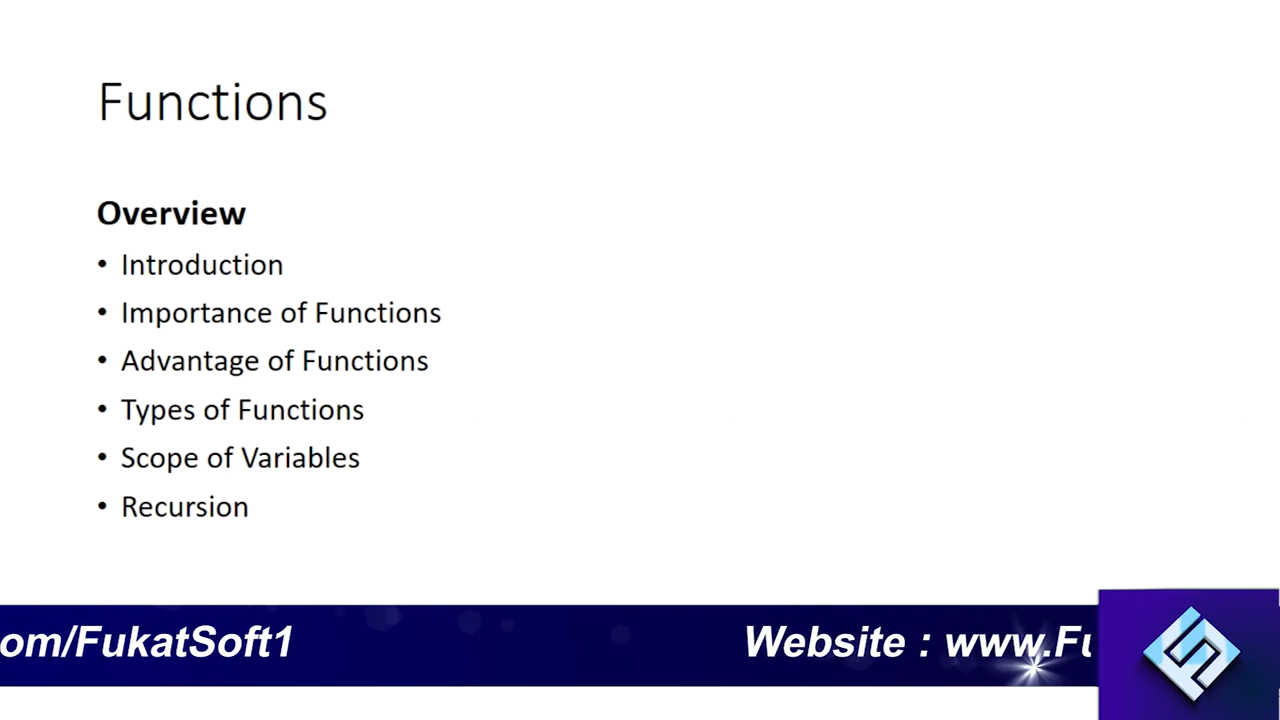 Functions
Overview
• Introduction
• Importance of Functions
• Advantage of Functions
• Types of Functions
• Scope of Variables
• Recursion
om/FukatSoft1 Website : www.Fu